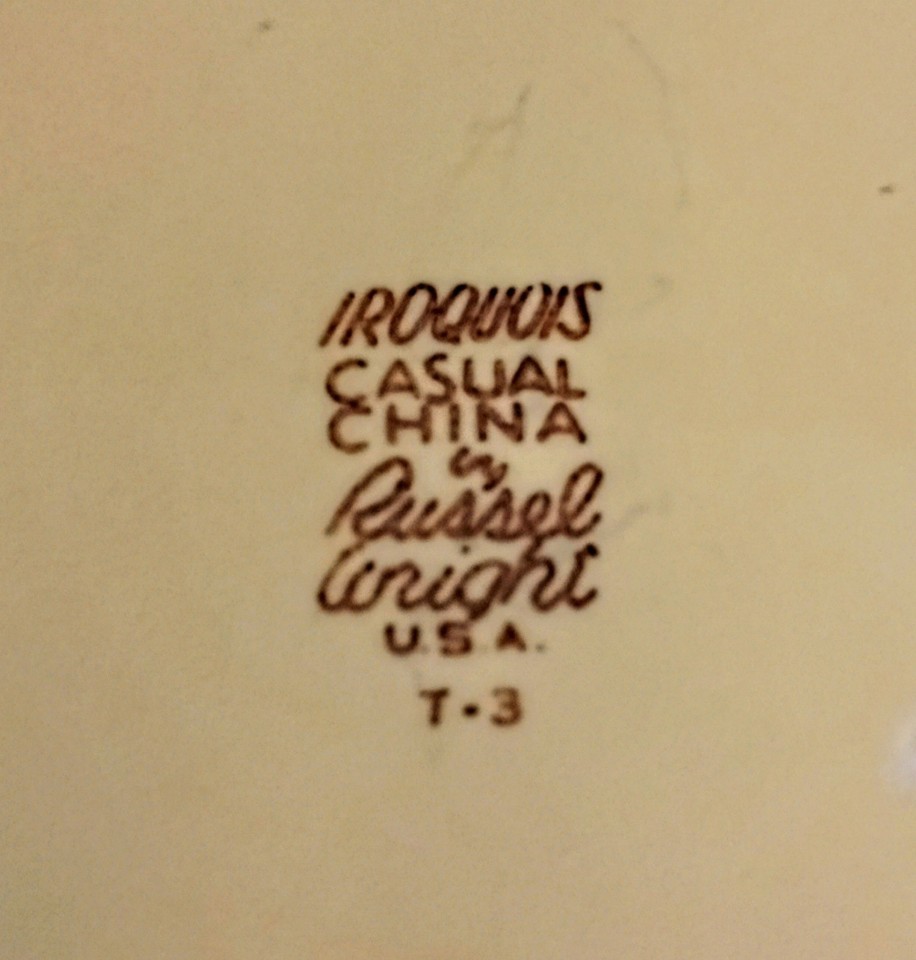 IROQUOIS
CASUAL
CHINA
by
Russel
Wright
U.S.A.
T•3